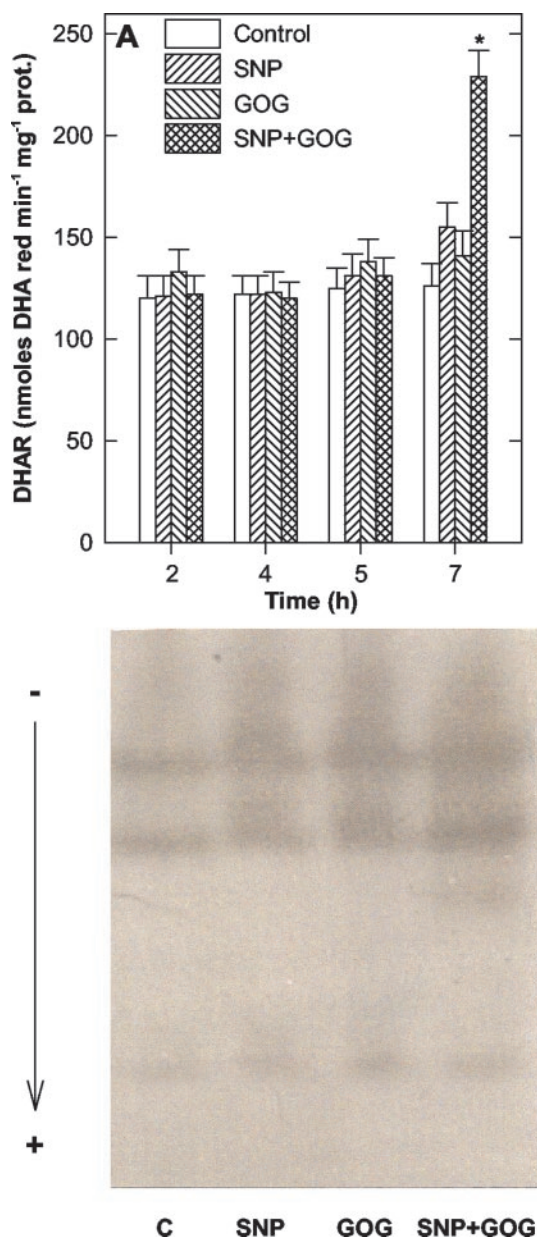 A
Control
SNP
GOG
SNP+GOG
*
250
200
150
100
50
0
DHAR (nmoles DHA red min⁻¹ mg⁻¹ prot.)
2 4 5 7
Time (h)
-
+
C SNP GOG SNP+GOG